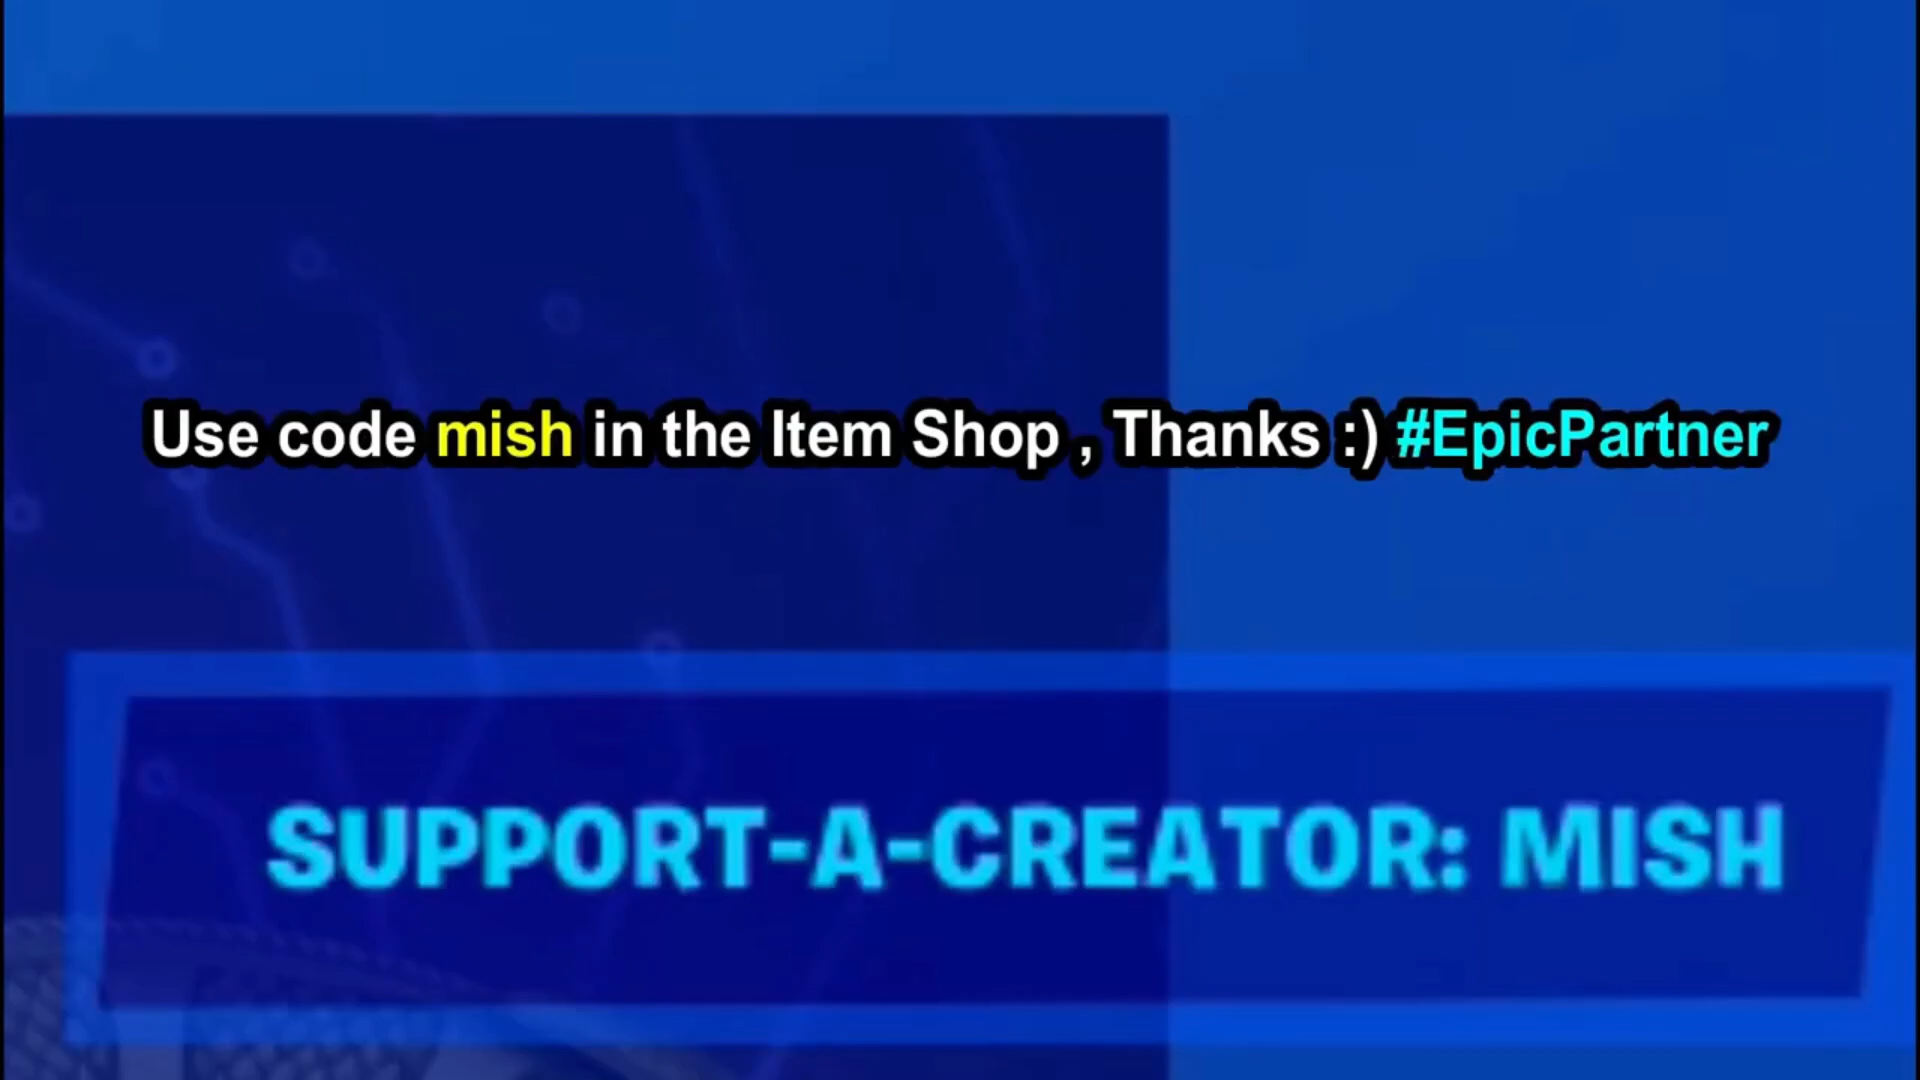 Use code mish in the Item Shop , Thanks :) #EpicPartner
SUPPORT-A-CREATOR: MISH